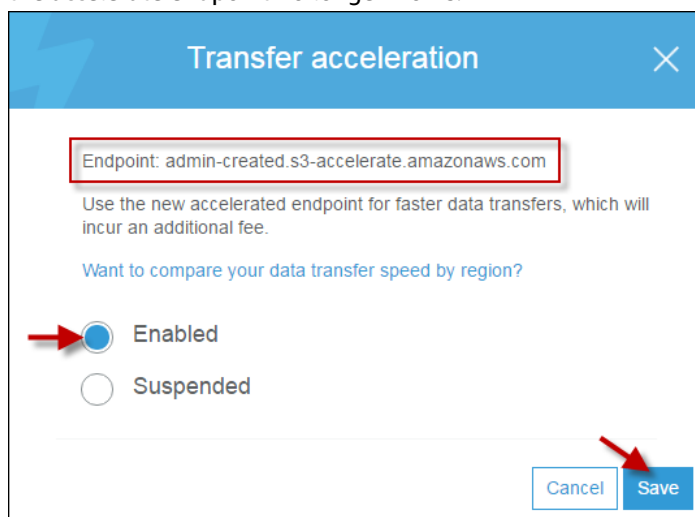 Transfer acceleration
Endpoint: admin-created.s3-accelerate.amazonaws.com
Use the new accelerated endpoint for faster data transfers, which will
incur an additional fee.
Want to compare your data transfer speed by region?
Enabled
Suspended
Cancel Save